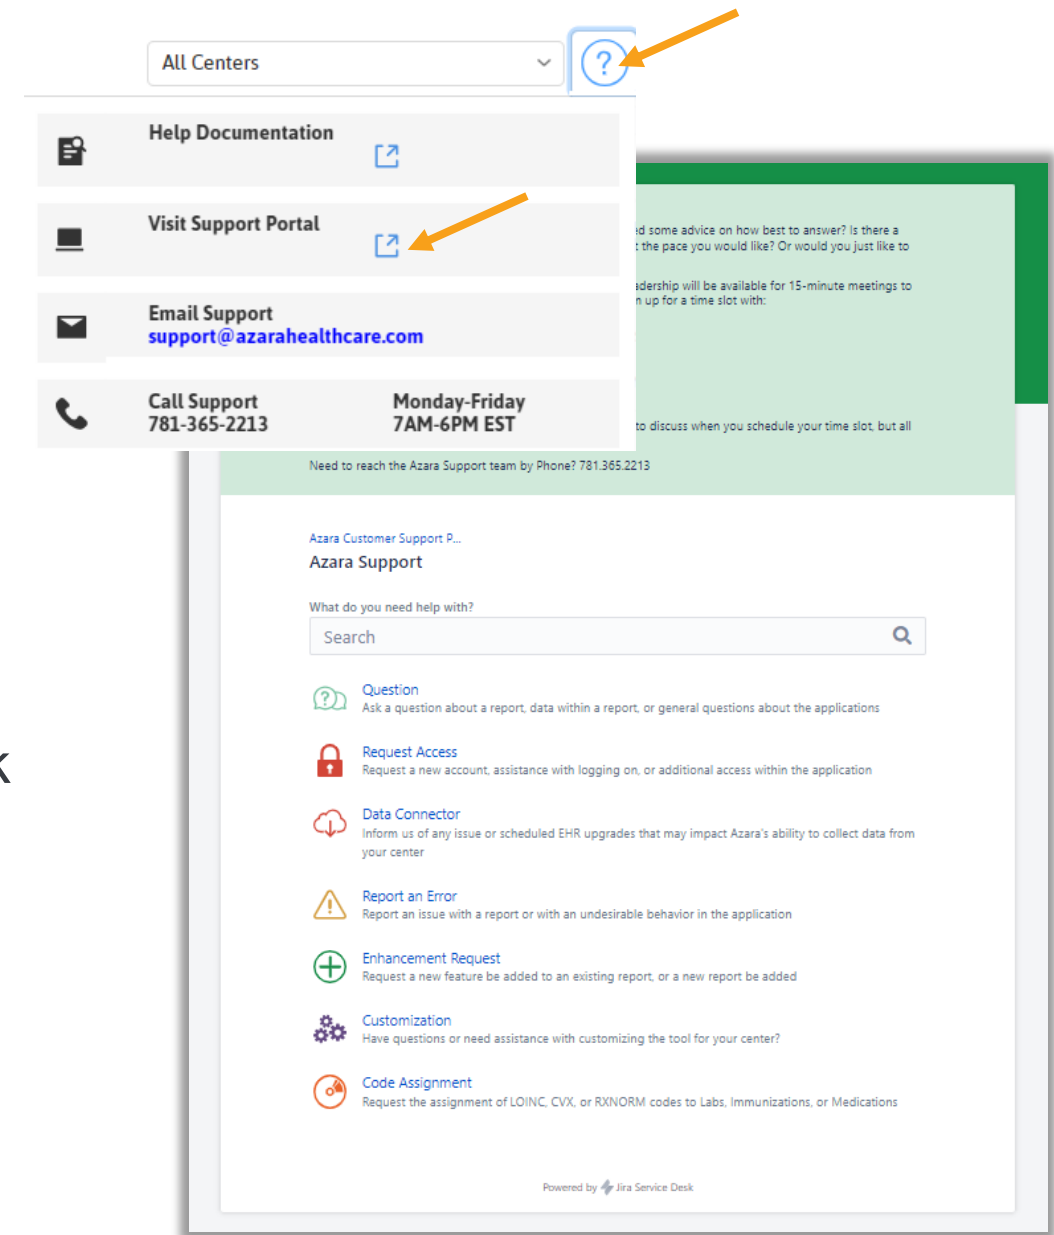 All Centers
?
Help Documentation
Visit Support Portal
Email Support
support@azarahealthcare.com
Call Support
781-365-2213
Monday-Friday
7AM-6PM EST
some advice on how best to answer? Is there a
the pace you would like? Or would you just like to
will be available for 15-minute meetings to
up for a time slot with:
to discuss when you schedule your time slot, but all
Need to reach the Azara Support team by Phone? 781.365.2213
Azara Customer Support P...
Azara Support
What do you need help with?
Search
Question
Ask a question about a report, data within a report, or general questions about the applications
Request Access
Request a new account, assistance with logging on, or additional access within the application
Data Connector
Inform us of any issue or scheduled EHR upgrades that may impact Azara's ability to collect data from
your center
Report an Error
Report an issue with a report or with an undesirable behavior in the application
Enhancement Request
Request a new feature be added to an existing report, or a new report be added
Customization
Have questions or need assistance with customizing the tool for your center?
Code Assignment
Request the assignment of LOINC, CVX, or RXNORM codes to Labs, Immunizations, or Medications
Powered by Jira Service Desk
k